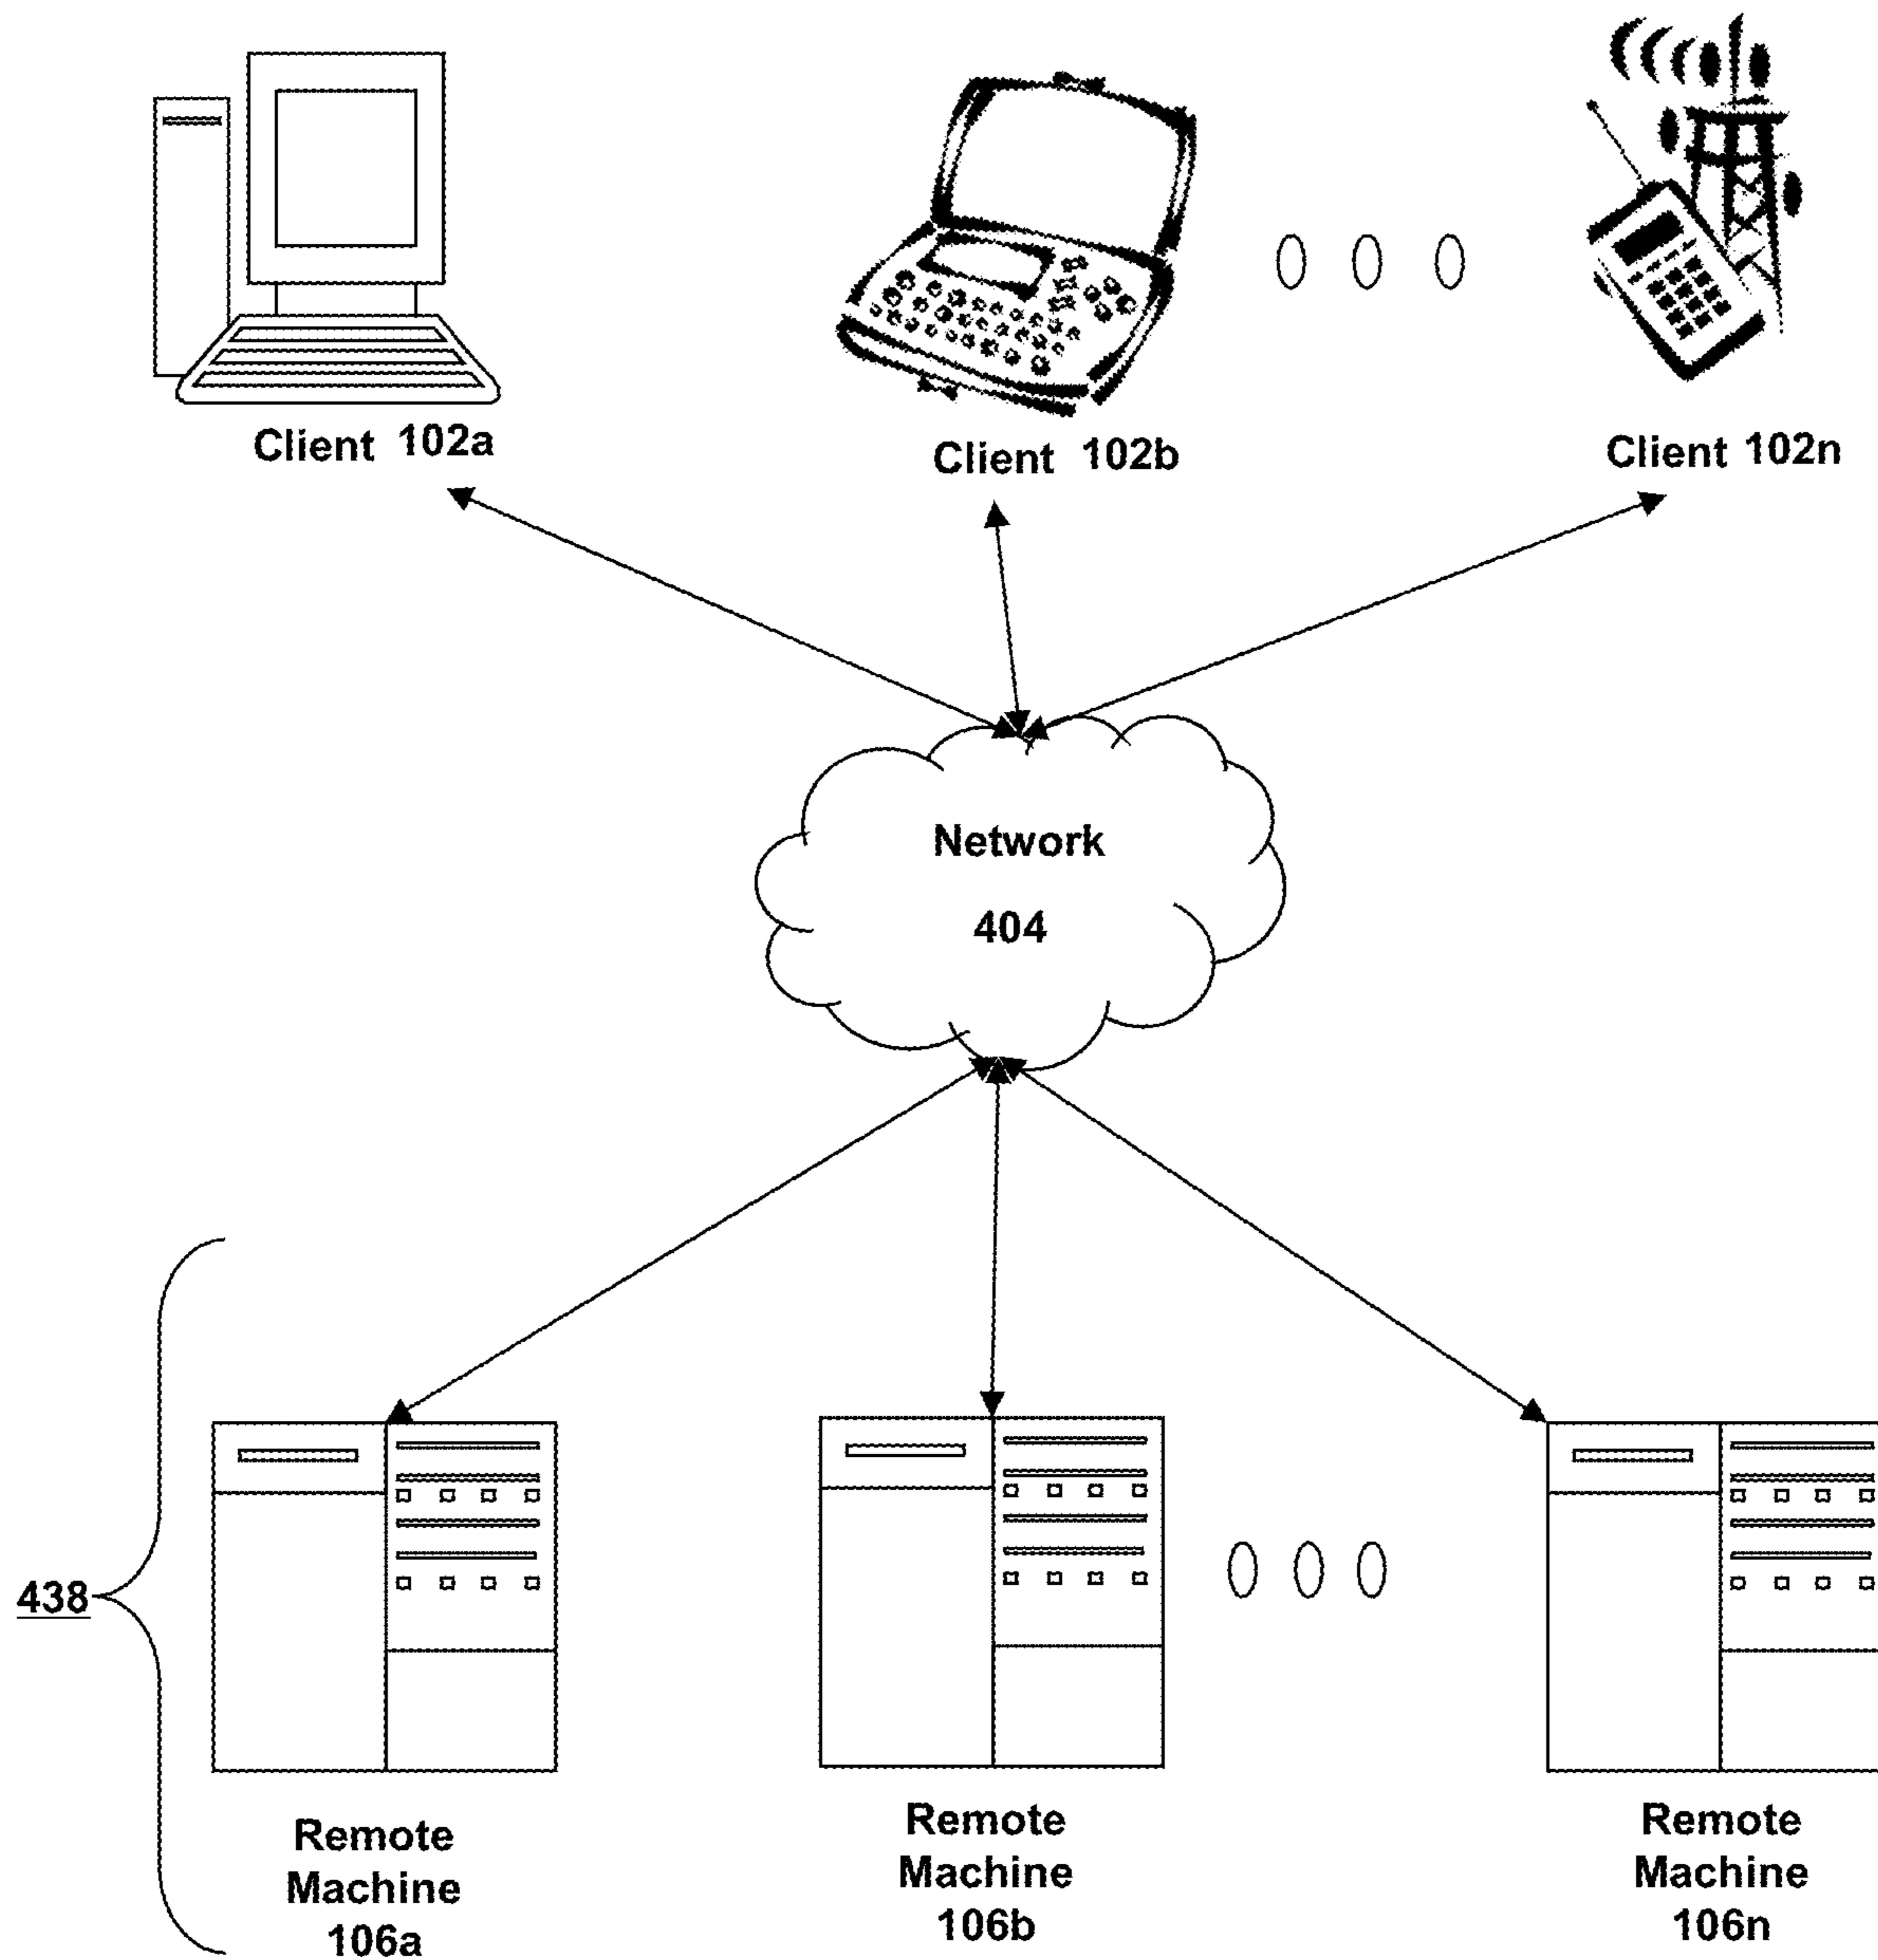 Client 102a
Client 102b
Client 102n
Network
404
438
Remote
Machine
106a
Remote
Machine
106b
Remote
Machine
106n